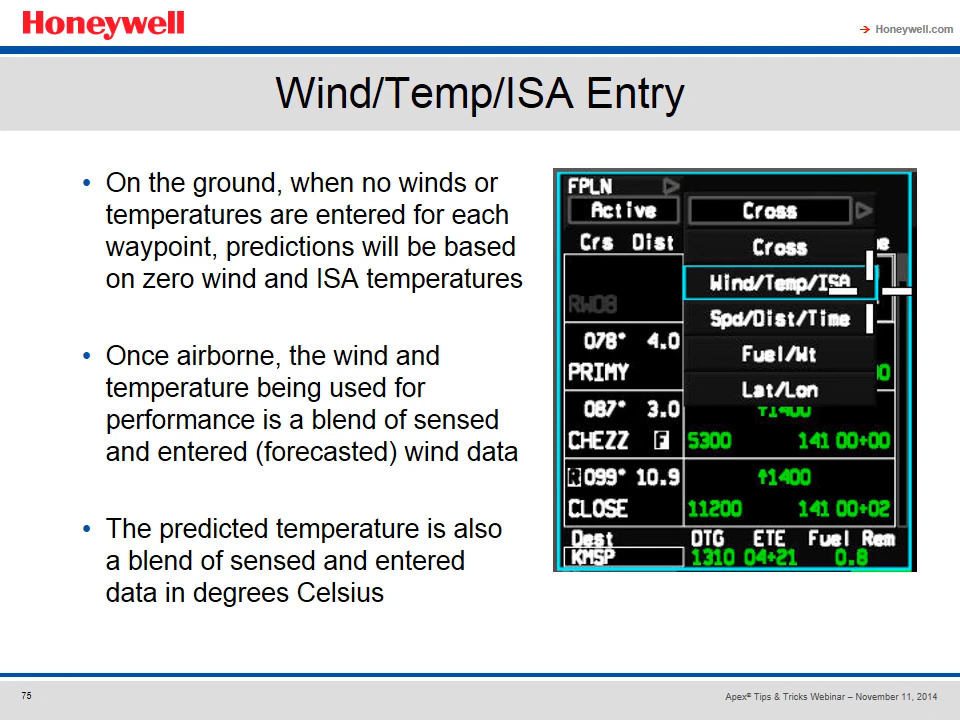 Honeywell
Honeywell.com
Wind/Temp/ISA Entry
• On the ground, when no winds or
temperatures are entered for each
waypoint, predictions will be based
on zero wind and ISA temperatures
• Once airborne, the wind and
temperature being used for
performance is a blend of sensed
and entered (forecasted) wind data
• The predicted temperature is also
a blend of sensed and entered
data in degrees Celsius
FPLN
Active Cross
Crs Dist
Cross
Wind/Temp/ISA
RW08
Spd/Dist/Time
078° 4.0
Fuel/Wt
PRIMY
Lat/Lon
087° 3.0 ↑1400
CHEZZ F 5300 141 00+00
R 099° 10.9 ↑1400
CLOSE 11200 141 00+02
Dest DTG ETE Fuel Rem
KMSP 1310 04+21 0.8
75
Apex® Tips & Tricks Webinar – November 11, 2014